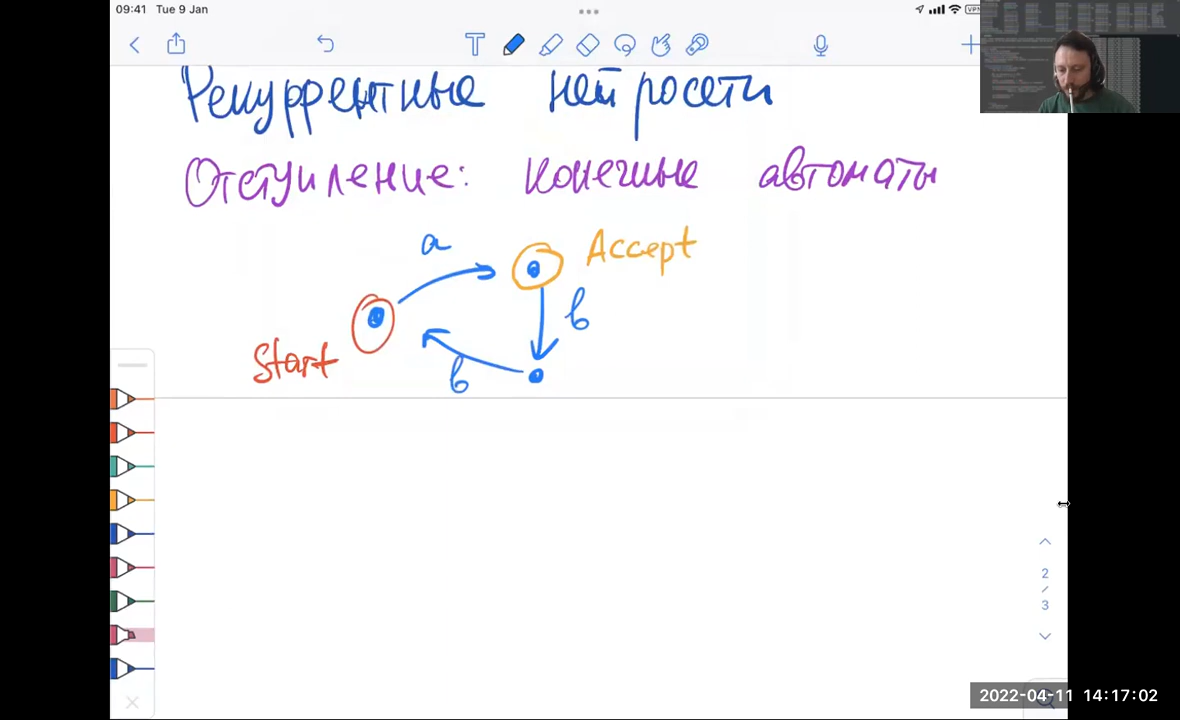 09:41 Tue 9 Jan
VPN
Рекуррентные нейросети
Отступление: конечные автоматы
a
Accept
b
Start
b
2
/
3
2022-04-11 14:17:02